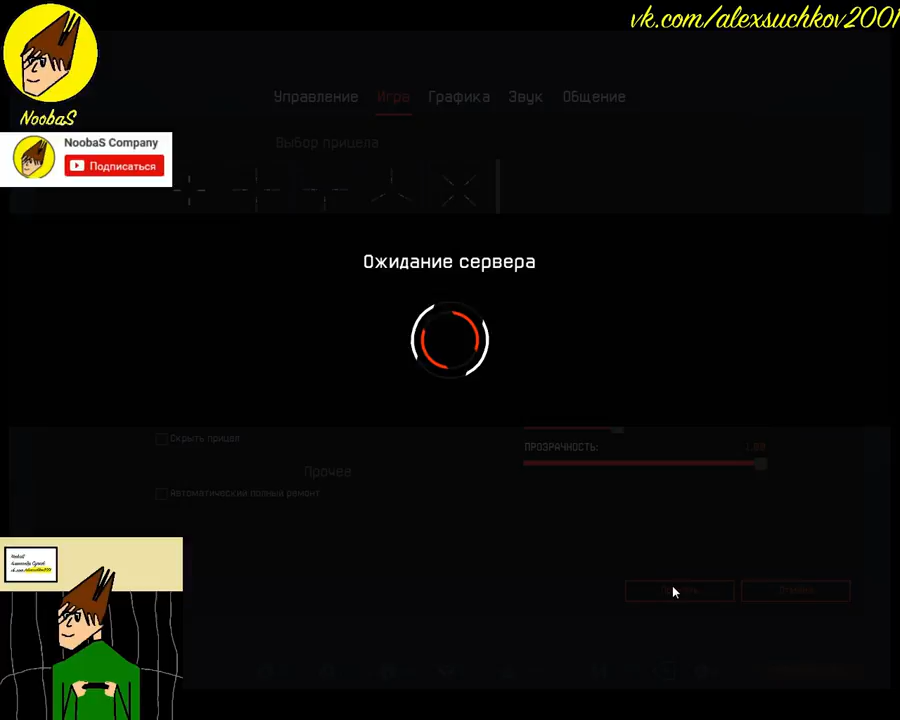 vk.com/alexsuchkov2001
NoobaS
NoobaS Company
Подписаться
Управление Игра Графика Звук Общение
Выбор прицела
Ожидание сервера
Скрыть прицел
ПРОЗРАЧНОСТЬ:
Прочее
Автоматический полный ремонт